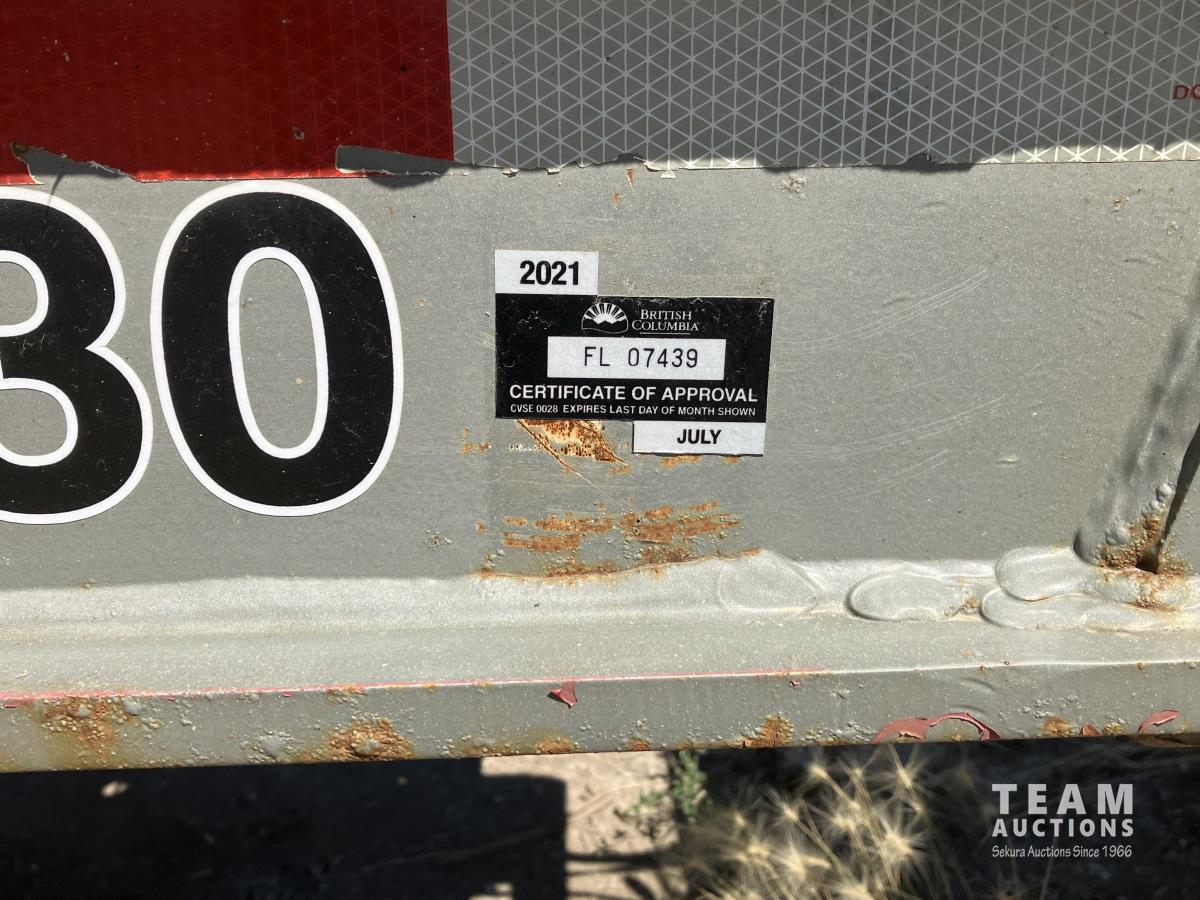 DO
30
2021
BRITISH
COLUMBIA
FL 07439
CERTIFICATE OF APPROVAL
CVSE 0028 EXPIRES LAST DAY OF MONTH SHOWN
JULY
TEAM
AUCTIONS
Sekura Auctions Since 1966